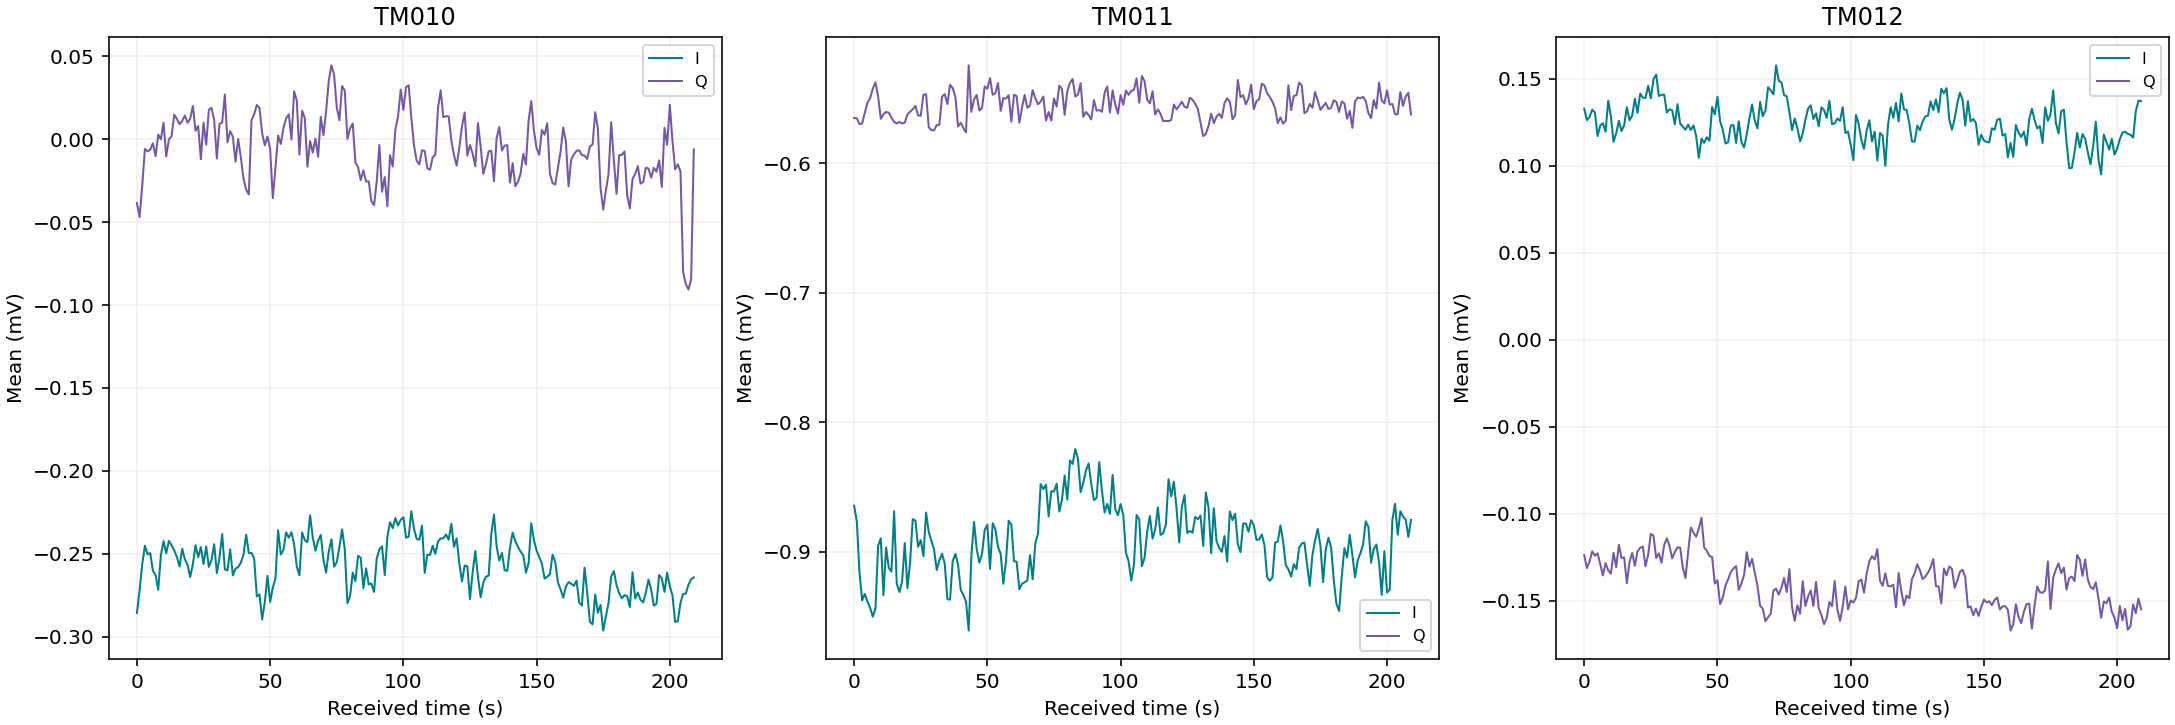 TM010
0.05
0.00
−0.05
−0.10
−0.15
−0.20
−0.25
−0.30
Mean (mV)
0
50
100
150
200
Received time (s)
I
Q
TM011
−0.6
−0.7
−0.8
−0.9
Mean (mV)
0
50
100
150
200
Received time (s)
I
Q
TM012
0.15
0.10
0.05
0.00
−0.05
−0.10
−0.15
Mean (mV)
0
50
100
150
200
Received time (s)
I
Q